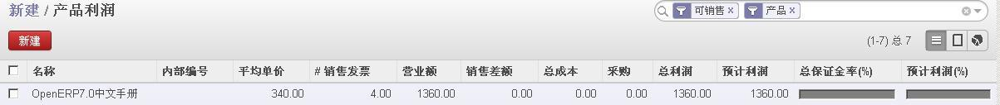 新建 / 产品利润
可销售 x 产品 x
新建
(1-7) 总 7
名称 内部编号 平均单价 # 销售发票 营业额 销售差额 总成本 采购 总利润 预计利润 总保证金率(%) 预计利润(%)
OpenERP7.0中文手册 340.00 4.00 1360.00 0.00 0.00 0.00 1360.00 1360.00